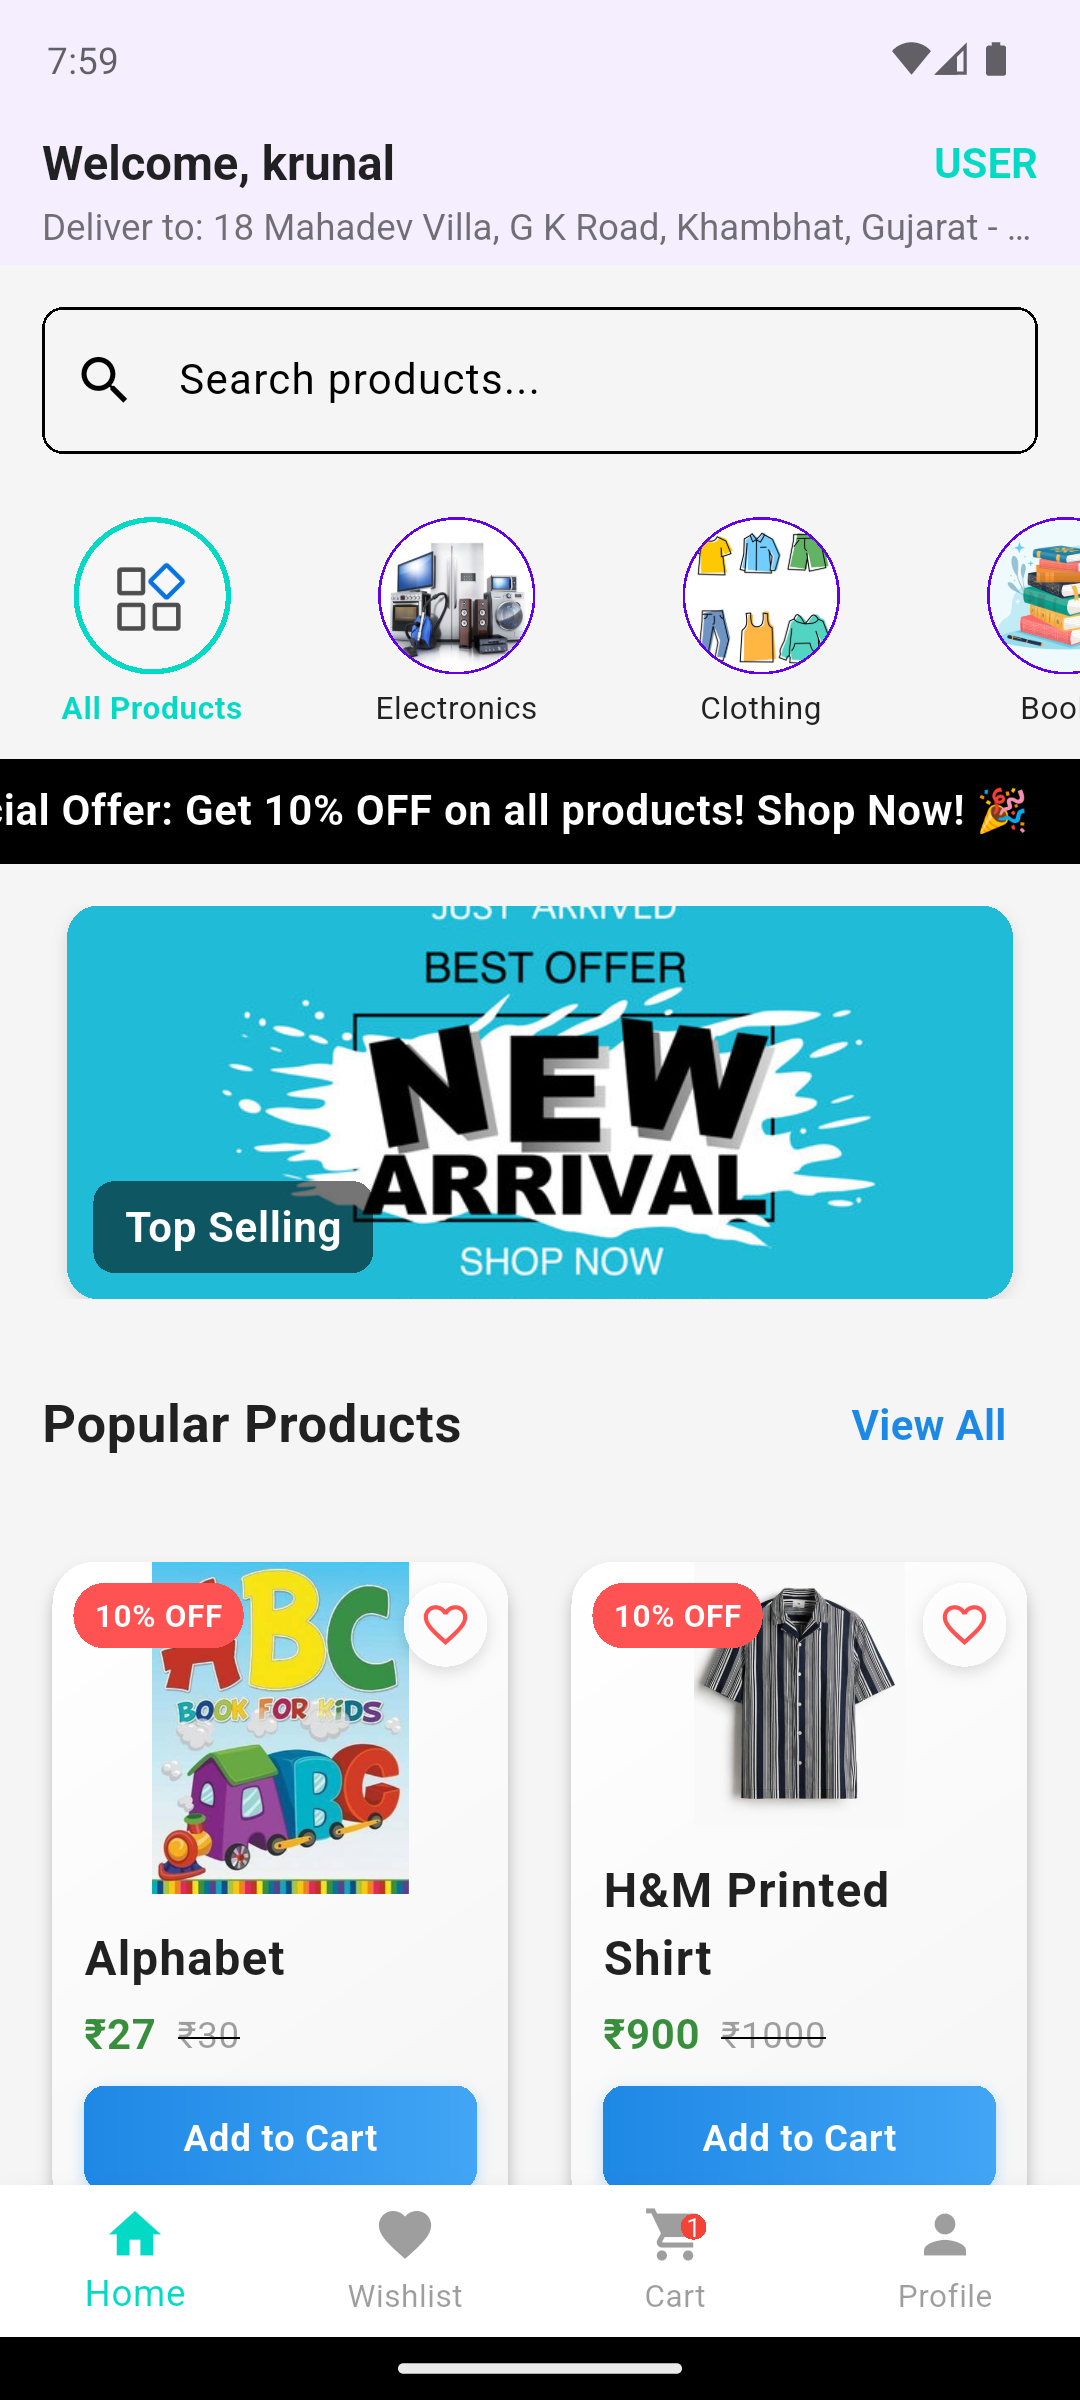 7:59
Welcome, krunal
USER
Deliver to: 18 Mahadev Villa, G K Road, Khambhat, Gujarat - ...
Search products...
All Products
Electronics
Clothing
Boo
cial Offer: Get 10% OFF on all products! Shop Now! 🎉
JUST ARRIVED
BEST OFFER
NEW
ARRIVAL
SHOP NOW
Top Selling
Popular Products
View All
10% OFF
ABC
BOOK FOR KiDS
ABC
Alphabet
₹27 ₹30
Add to Cart
10% OFF
H&M Printed
Shirt
₹900 ₹1000
Add to Cart
Home
Wishlist
1
Cart
Profile